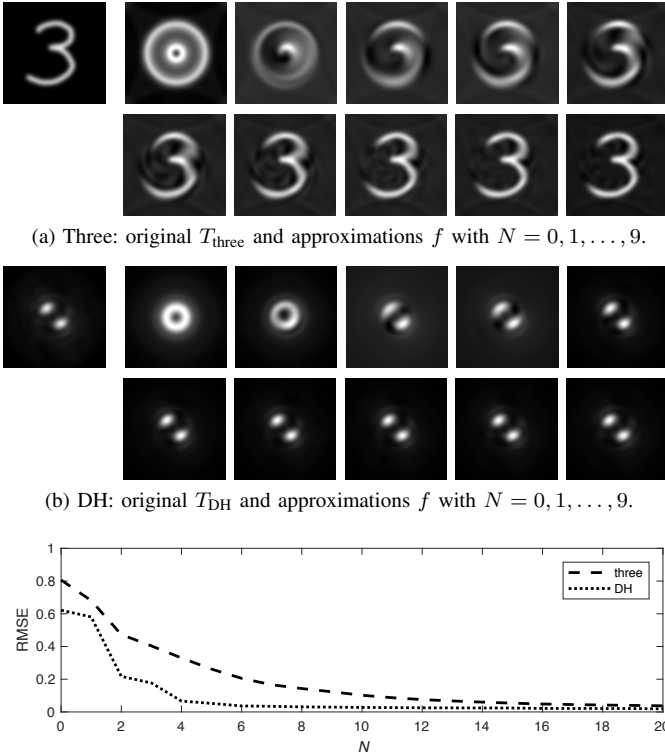 3
(a) Three: original T_three and approximations f with N = 0, 1, . . . , 9.
(b) DH: original T_DH and approximations f with N = 0, 1, . . . , 9.
1
0.8
0.6
0.4
0.2
0
RMSE
three
DH
0 2 4 6 8 10 12 14 16 18 20
N